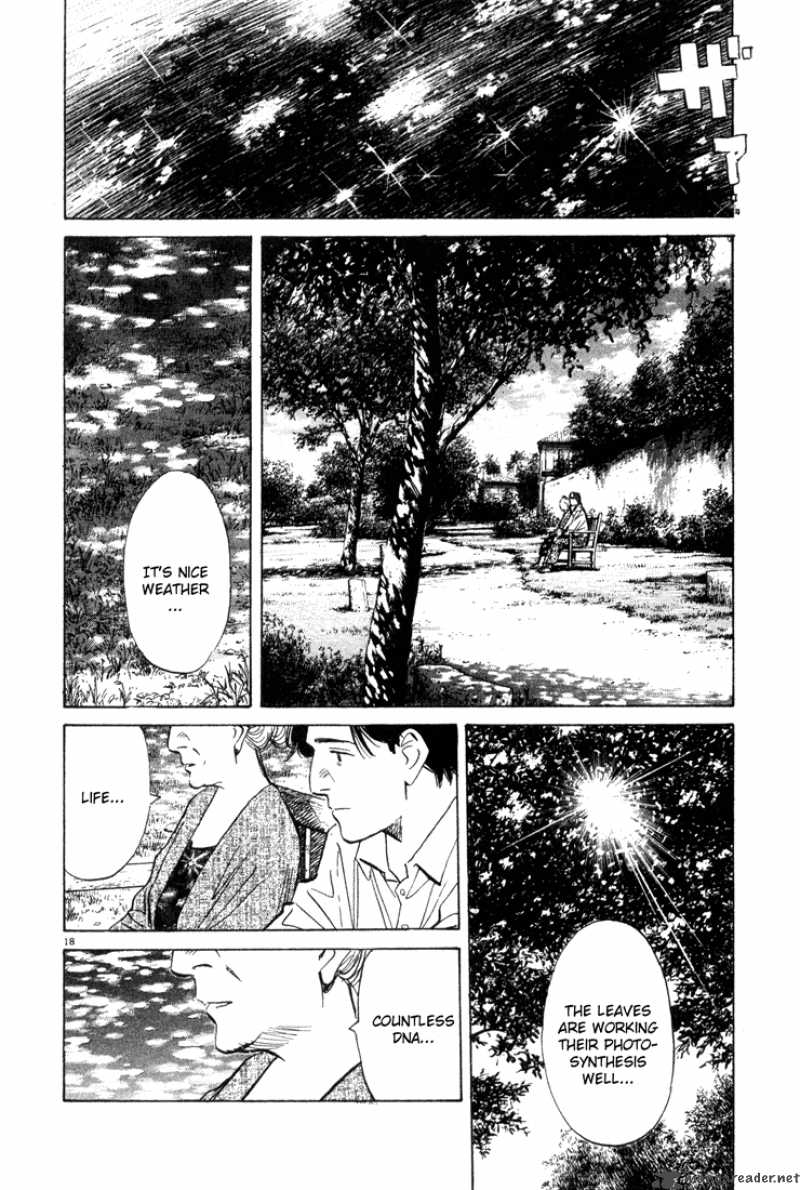 ザァ
IT'S NICE
WEATHER
...
THE LEAVES
ARE WORKING
THEIR PHOTO-
SYNTHESIS
WELL...
LIFE...
COUNTLESS
DNA...
18